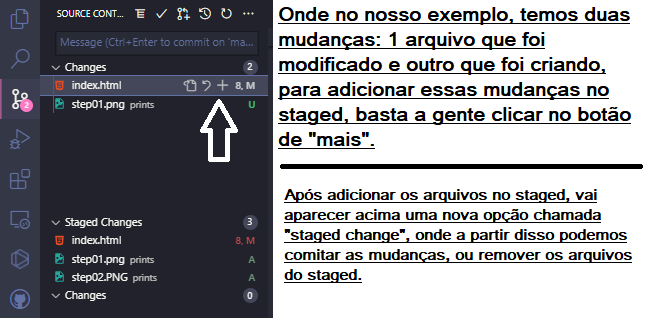 SOURCE CONT...
Message (Ctrl+Enter to commit on 'ma...
Changes 2
index.html 8, M
step01.png prints U
2
Staged Changes 3
index.html 8, M
step01.png prints A
step02.PNG prints A
Changes 0
Onde no nosso exemplo, temos duas
mudanças: 1 arquivo que foi
modificado e outro que foi criando,
para adicionar essas mudanças no
staged, basta a gente clicar no botão
de "mais".
Após adicionar os arquivos no staged, vai
aparecer acima uma nova opção chamada
"staged change", onde a partir disso podemos
comitar as mudanças, ou remover os arquivos
do staged.